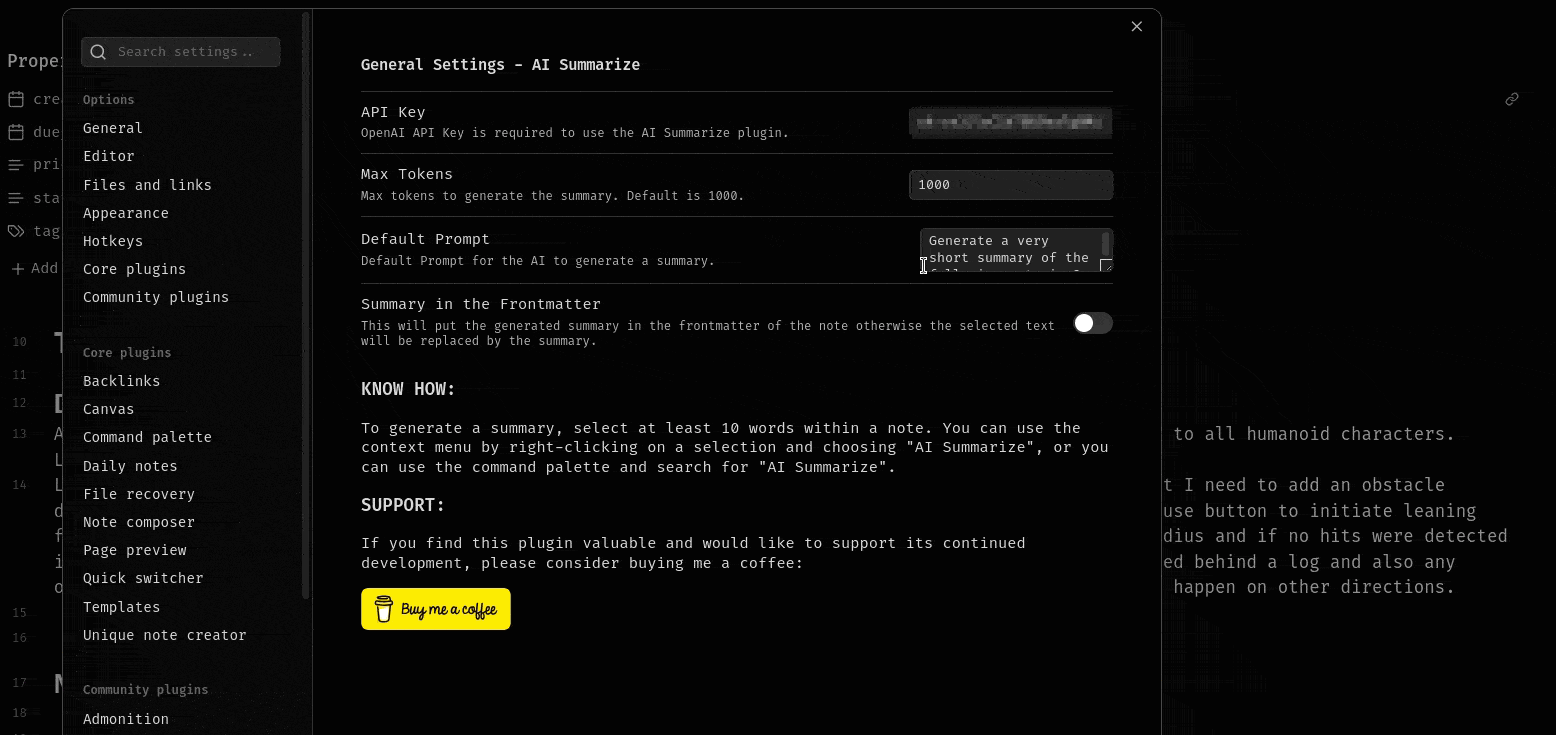 Search settings..
Options
General
Editor
Files and links
Appearance
Hotkeys
Core plugins
Community plugins
Core plugins
Backlinks
Canvas
Command palette
Daily notes
File recovery
Note composer
Page preview
Quick switcher
Templates
Unique note creator
Community plugins
Admonition
General Settings - AI Summarize
API Key
OpenAI API Key is required to use the AI Summarize plugin.
Max Tokens
Max tokens to generate the summary. Default is 1000.
1000
Default Prompt
Default Prompt for the AI to generate a summary.
Generate a very
short summary of the
Summary in the Frontmatter
This will put the generated summary in the frontmatter of the note otherwise the selected text
will be replaced by the summary.
KNOW HOW:
To generate a summary, select at least 10 words within a note. You can use the
context menu by right-clicking on a selection and choosing "AI Summarize", or you
can use the command palette and search for "AI Summarize".
SUPPORT:
If you find this plugin valuable and would like to support its continued
development, please consider buying me a coffee:
Buy me a coffee
Prope
cre
due
pri
sta
tag
Add
10
11
12
13
14
15
16
17
18
to all humanoid characters.
t I need to add an obstacle
use button to initiate leaning
dius and if no hits were detected
ed behind a log and also any
happen on other directions.